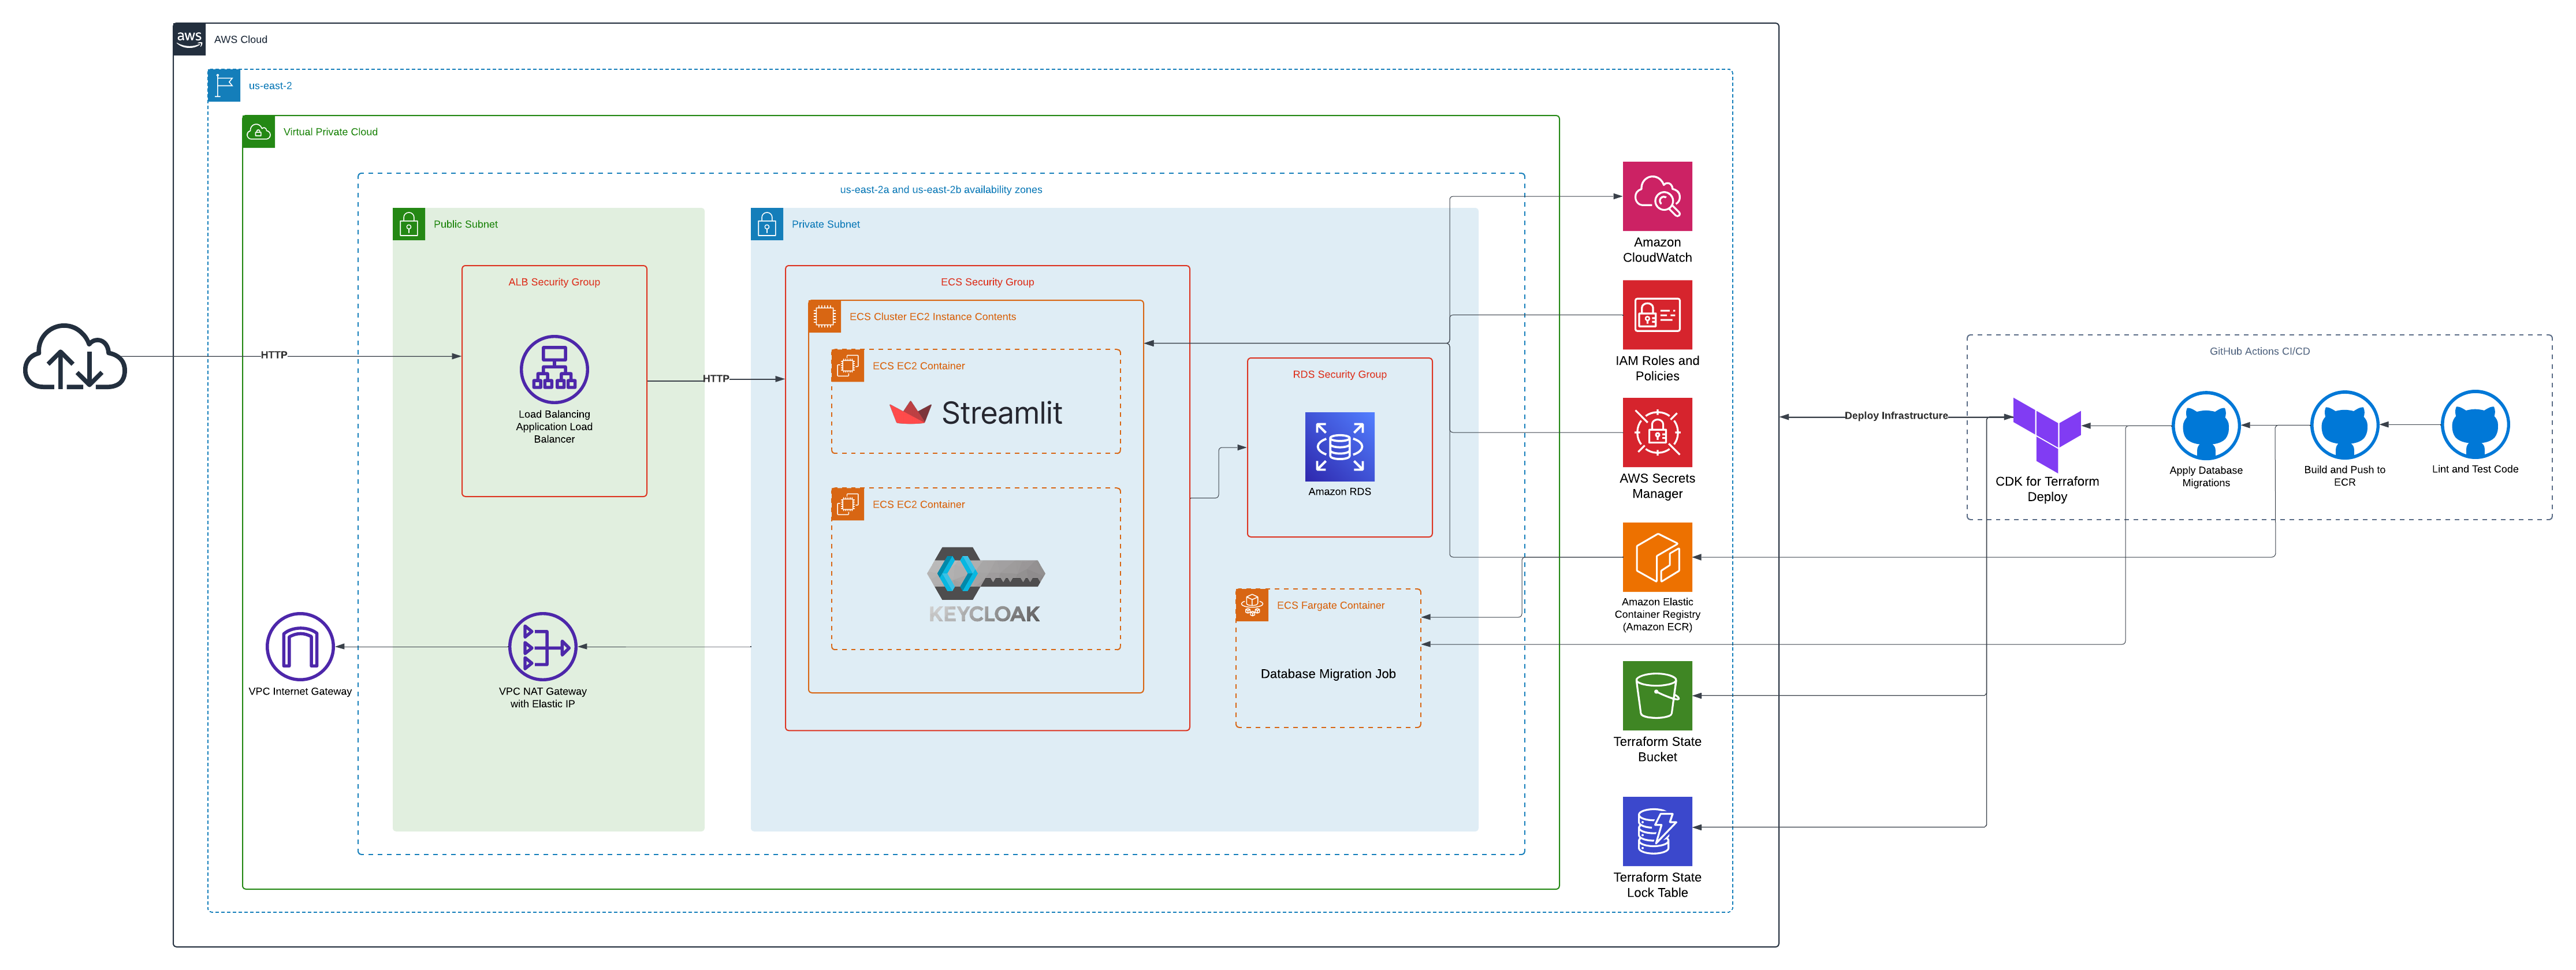 aws
AWS Cloud
us-east-2
Virtual Private Cloud
us-east-2a and us-east-2b availability zones
Public Subnet
ALB Security Group
Load Balancing
Application Load
Balancer
HTTP
HTTP
VPC Internet Gateway
VPC NAT Gateway
with Elastic IP
Private Subnet
ECS Security Group
ECS Cluster EC2 Instance Contents
ECS EC2 Container
Streamlit
ECS EC2 Container
KEYCLOAK
RDS Security Group
Amazon RDS
ECS Fargate Container
Database Migration Job
Amazon
CloudWatch
IAM Roles and
Policies
AWS Secrets
Manager
Amazon Elastic
Container Registry
(Amazon ECR)
Terraform State
Bucket
Terraform State
Lock Table
Deploy Infrastructure
GitHub Actions CI/CD
CDK for Terraform
Deploy
Apply Database
Migrations
Build and Push to
ECR
Lint and Test Code